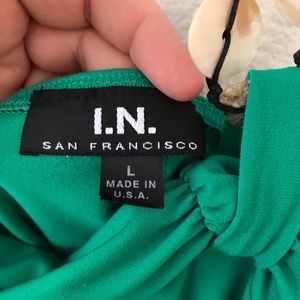 I.N.
SAN FRANCISCO
L
MADE IN
U.S.A.